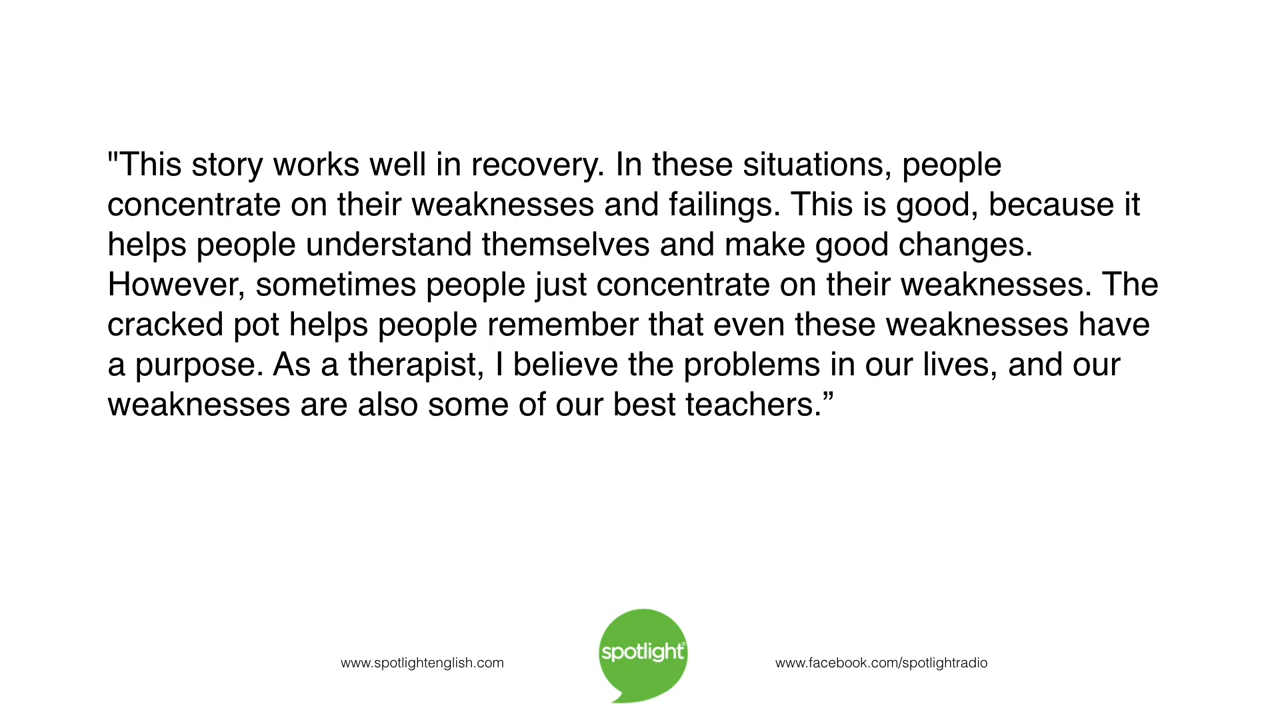 "This story works well in recovery. In these situations, people
concentrate on their weaknesses and failings. This is good, because it
helps people understand themselves and make good changes.
However, sometimes people just concentrate on their weaknesses. The
cracked pot helps people remember that even these weaknesses have
a purpose. As a therapist, I believe the problems in our lives, and our
weaknesses are also some of our best teachers.”
www.spotlightenglish.com
spotlight
www.facebook.com/spotlightradio